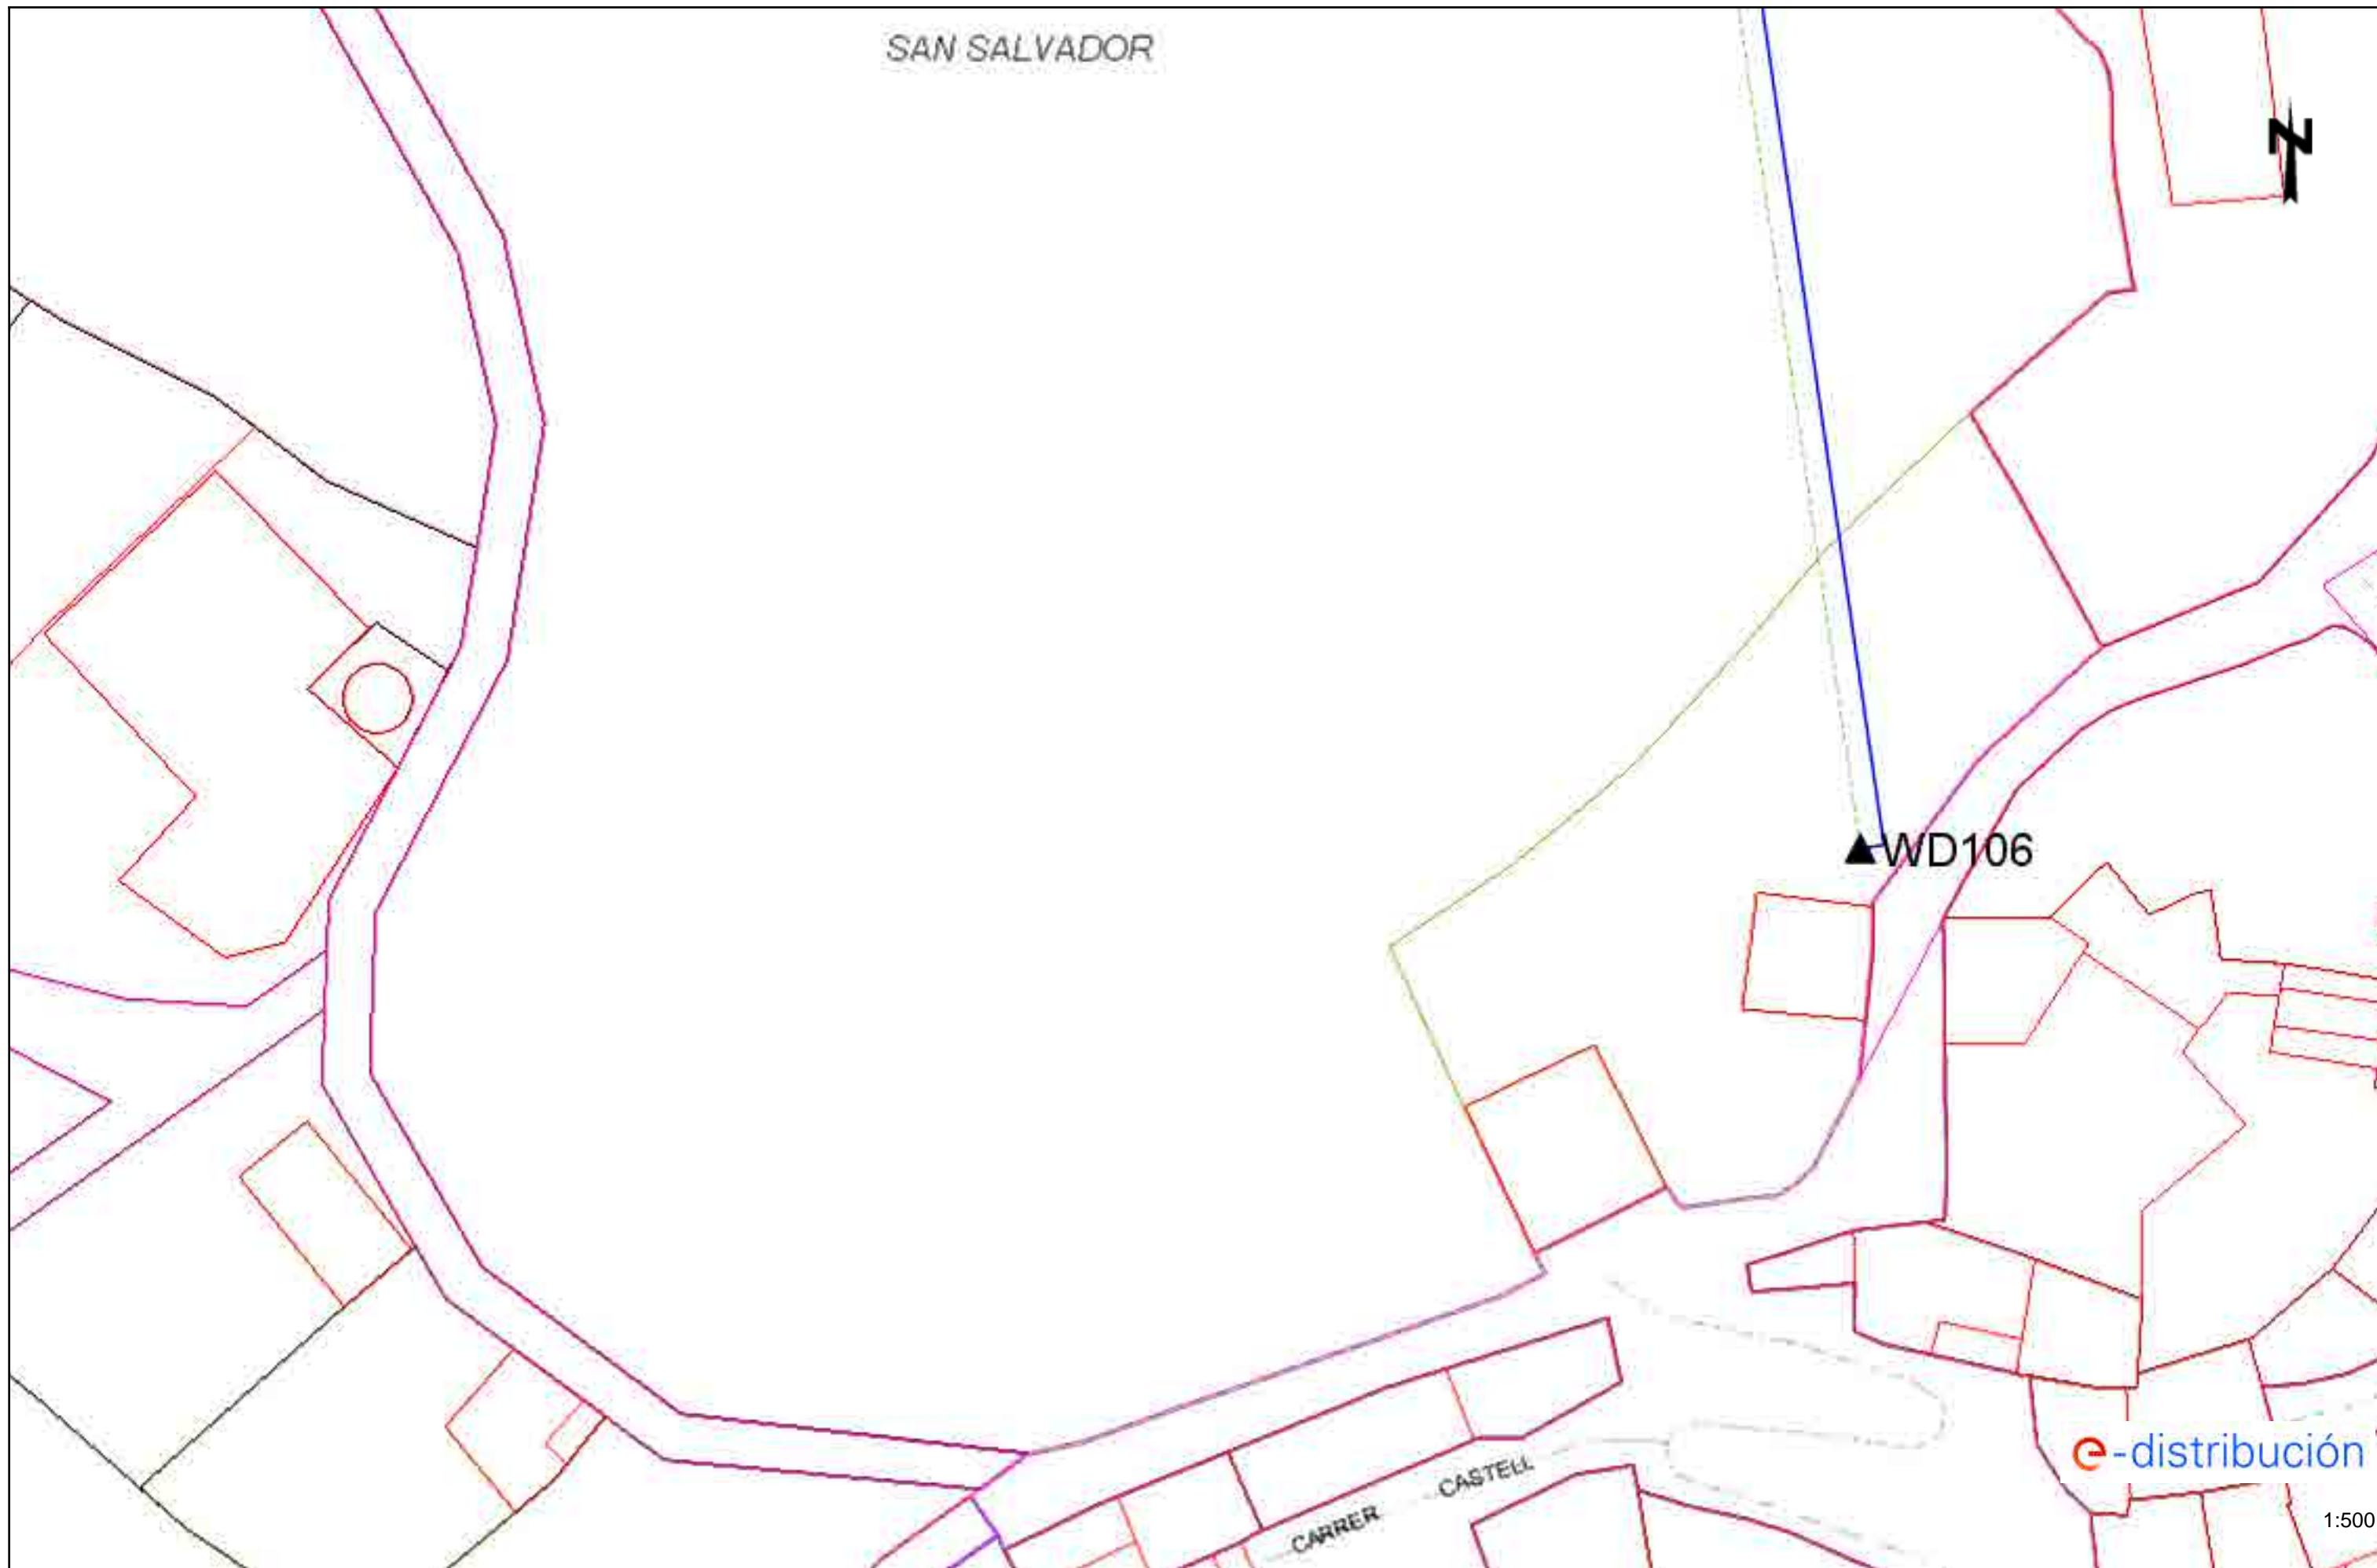 SAN SALVADOR
N
WD106
CARRER CASTELL
e-distribución
1:500